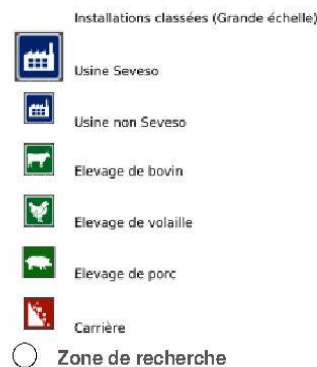 Installations classées (Grande échelle)
Usine Seveso
Usine non Seveso
Elevage de bovin
Elevage de volaille
Elevage de porc
Carrière
Zone de recherche